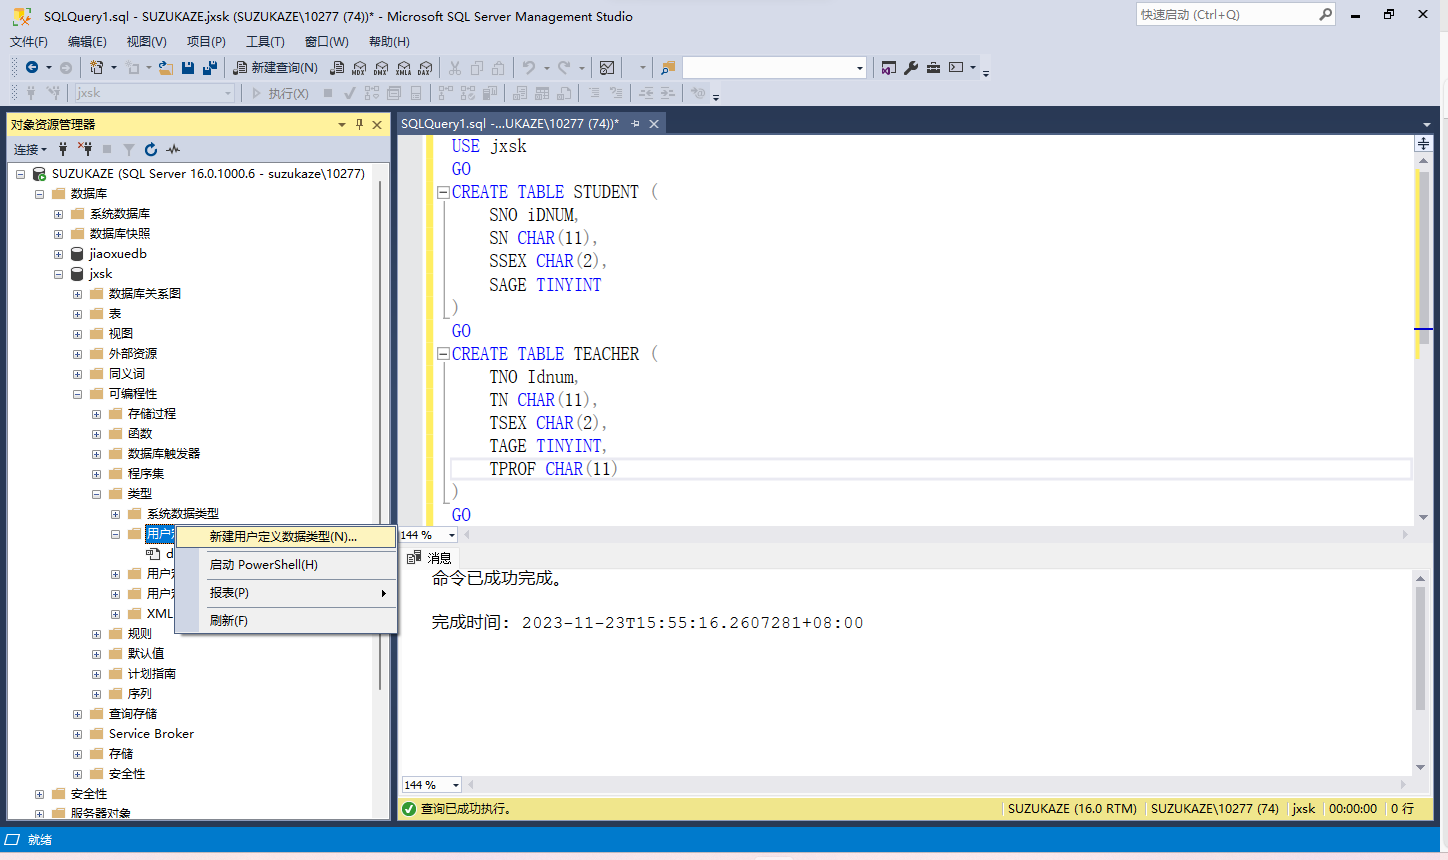 SQLQuery1.sql - SUZUKAZE.jxsk (SUZUKAZE\10277 (74))* - Microsoft SQL Server Management Studio
快速启动 (Ctrl+Q)
文件(F) 编辑(E) 视图(V) 项目(P) 工具(T) 窗口(W) 帮助(H)
新建查询(N) MDX DMX XMLA DAX
jxsk 执行(X)
对象资源管理器
连接
SUZUKAZE (SQL Server 16.0.1000.6 - suzukaze\10277)
数据库
系统数据库
数据库快照
jiaoxuedb
jxsk
数据库关系图
表
视图
外部资源
同义词
可编程性
存储过程
函数
数据库触发器
程序集
类型
系统数据类型
用户
d
用户
用户
XML
规则
默认值
计划指南
序列
查询存储
Service Broker
存储
安全性
安全性
服务器对象
新建用户定义数据类型(N)...
启动 PowerShell(H)
报表(P)
刷新(F)
SQLQuery1.sql -...UKAZE\10277 (74))*
USE jxsk
GO
CREATE TABLE STUDENT (
SNO iDNUM,
SN CHAR(11),
SSEX CHAR(2),
SAGE TINYINT
)
GO
CREATE TABLE TEACHER (
TNO Idnum,
TN CHAR(11),
TSEX CHAR(2),
TAGE TINYINT,
TPROF CHAR(11)
)
GO
144 %
消息
命令已成功完成。
完成时间: 2023-11-23T15:55:16.2607281+08:00
144 %
查询已成功执行。 SUZUKAZE (16.0 RTM) SUZUKAZE\10277 (74) jxsk 00:00:00 0 行
就绪